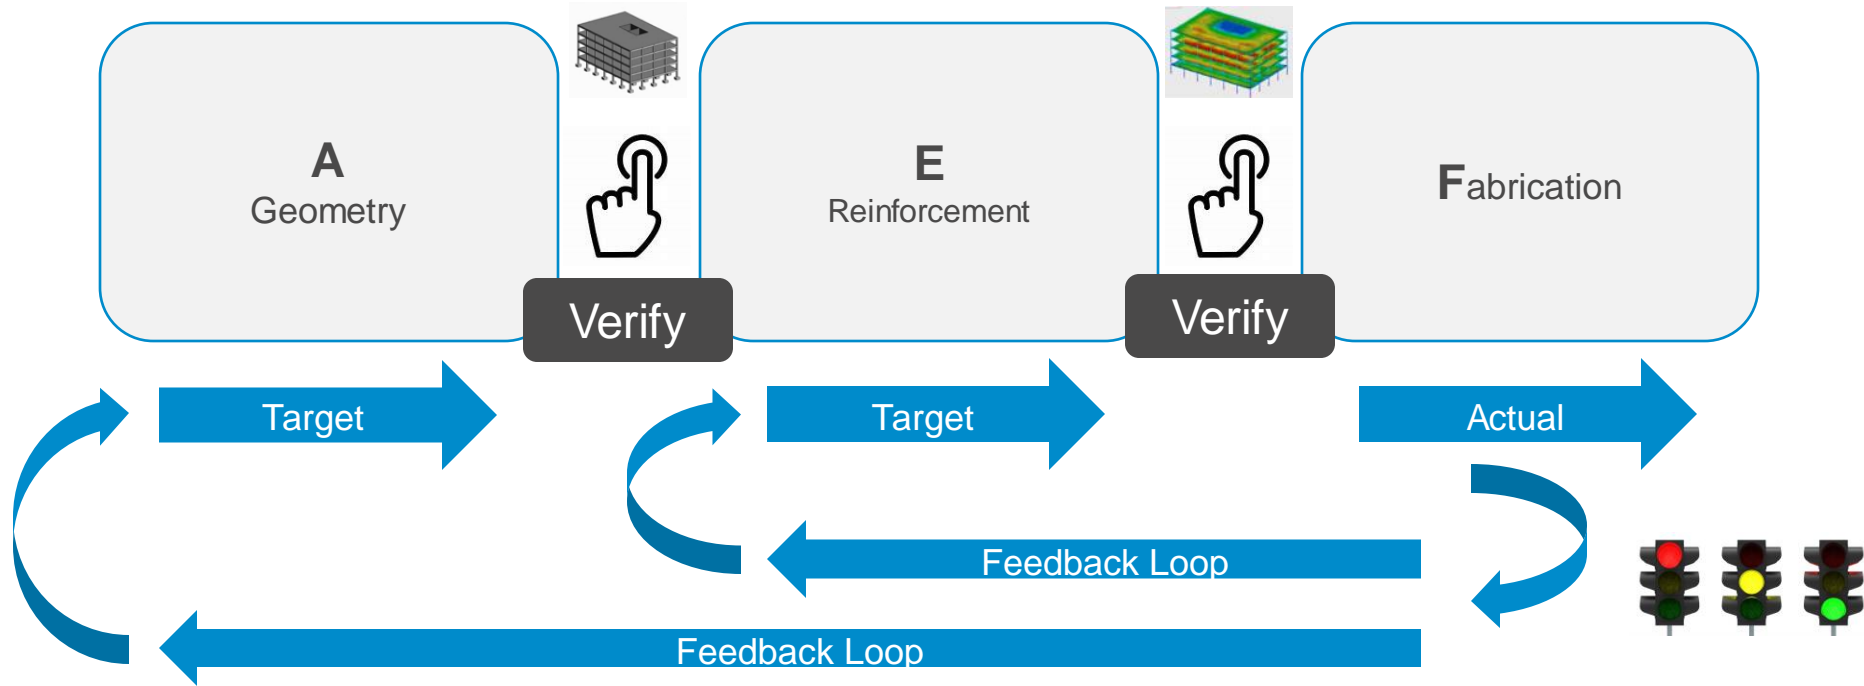 A
Geometry
Verify
E
Reinforcement
Verify
Fabrication
Target
Target
Actual
Feedback Loop
Feedback Loop